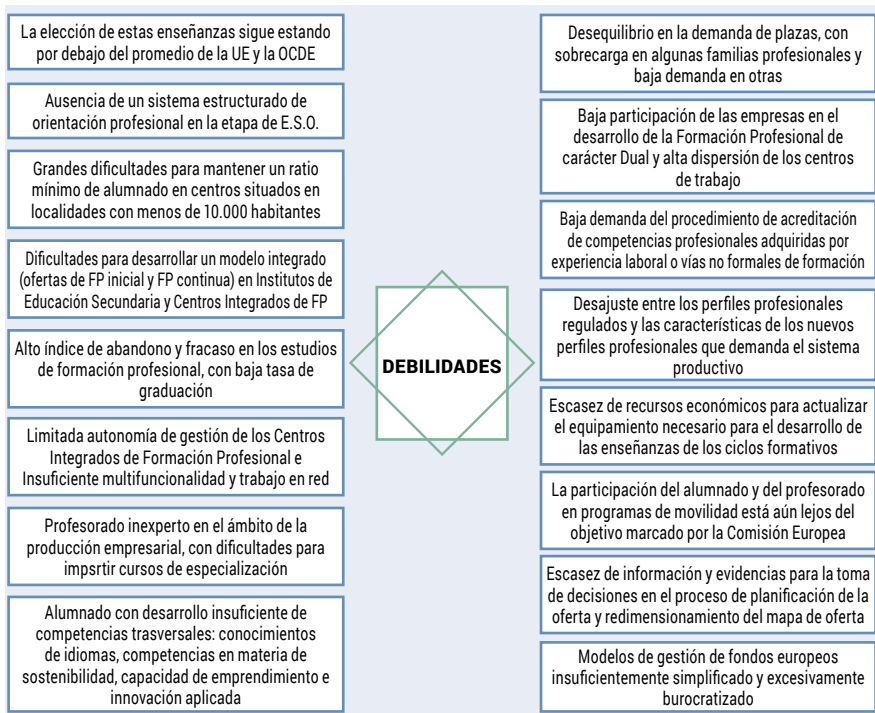 La elección de estas enseñanzas sigue estando
por debajo del promedio de la UE y la OCDE
Ausencia de un sistema estructurado de
orientación profesional en la etapa de E.S.O.
Grandes dificultades para mantener un ratio
mínimo de alumnado en centros situados en
localidades con menos de 10.000 habitantes
Dificultades para desarrollar un modelo integrado
(ofertas de FP inicial y FP continua) en Institutos de
Educación Secundaria y Centros Integrados de FP
Alto índice de abandono y fracaso en los estudios
de formación profesional, con baja tasa de
graduación
Limitada autonomía de gestión de los Centros
Integrados de Formación Profesional e
Insuficiente multifuncionalidad y trabajo en red
Profesorado inexperto en el ámbito de la
producción empresarial, con dificultades para
impsrtir cursos de especialización
Alumnado con desarrollo insuficiente de
competencias trasversales: conocimientos
de idiomas, competencias en materia de
sostenibilidad, capacidad de emprendimiento e
innovación aplicada
DEBILIDADES
Desequilibrio en la demanda de plazas, con
sobrecarga en algunas familias profesionales y
baja demanda en otras
Baja participación de las empresas en el
desarrollo de la Formación Profesional de
carácter Dual y alta dispersión de los centros
de trabajo
Baja demanda del procedimiento de acreditación
de competencias profesionales adquiridas por
experiencia laboral o vías no formales de formación
Desajuste entre los perfiles profesionales
regulados y las características de los nuevos
perfiles profesionales que demanda el sistema
productivo
Escasez de recursos económicos para actualizar
el equipamiento necesario para el desarrollo de
las enseñanzas de los ciclos formativos
La participación del alumnado y del profesorado
en programas de movilidad está aún lejos del
objetivo marcado por la Comisión Europea
Escasez de información y evidencias para la toma
de decisiones en el proceso de planificación de la
oferta y redimensionamiento del mapa de oferta
Modelos de gestión de fondos europeos
insuficientemente simplificado y excesivamente
burocratizado